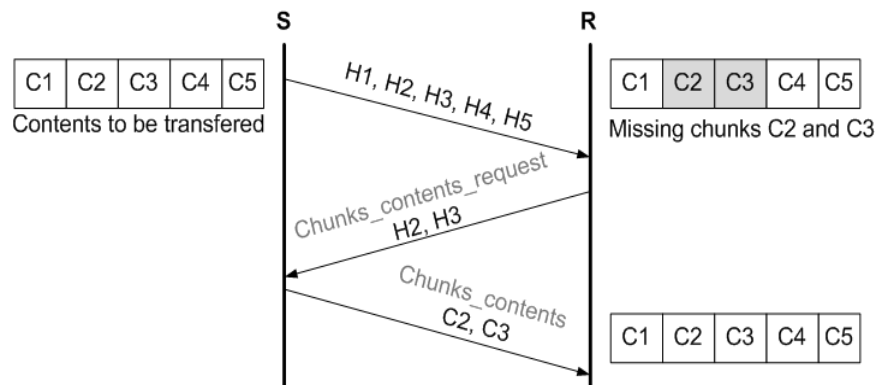 S R
C1 C2 C3 C4 C5
Contents to be transfered
H1, H2, H3, H4, H5
C1 C2 C3 C4 C5
Missing chunks C2 and C3
Chunks_contents_request
H2, H3
Chunks_contents
C2, C3
C1 C2 C3 C4 C5